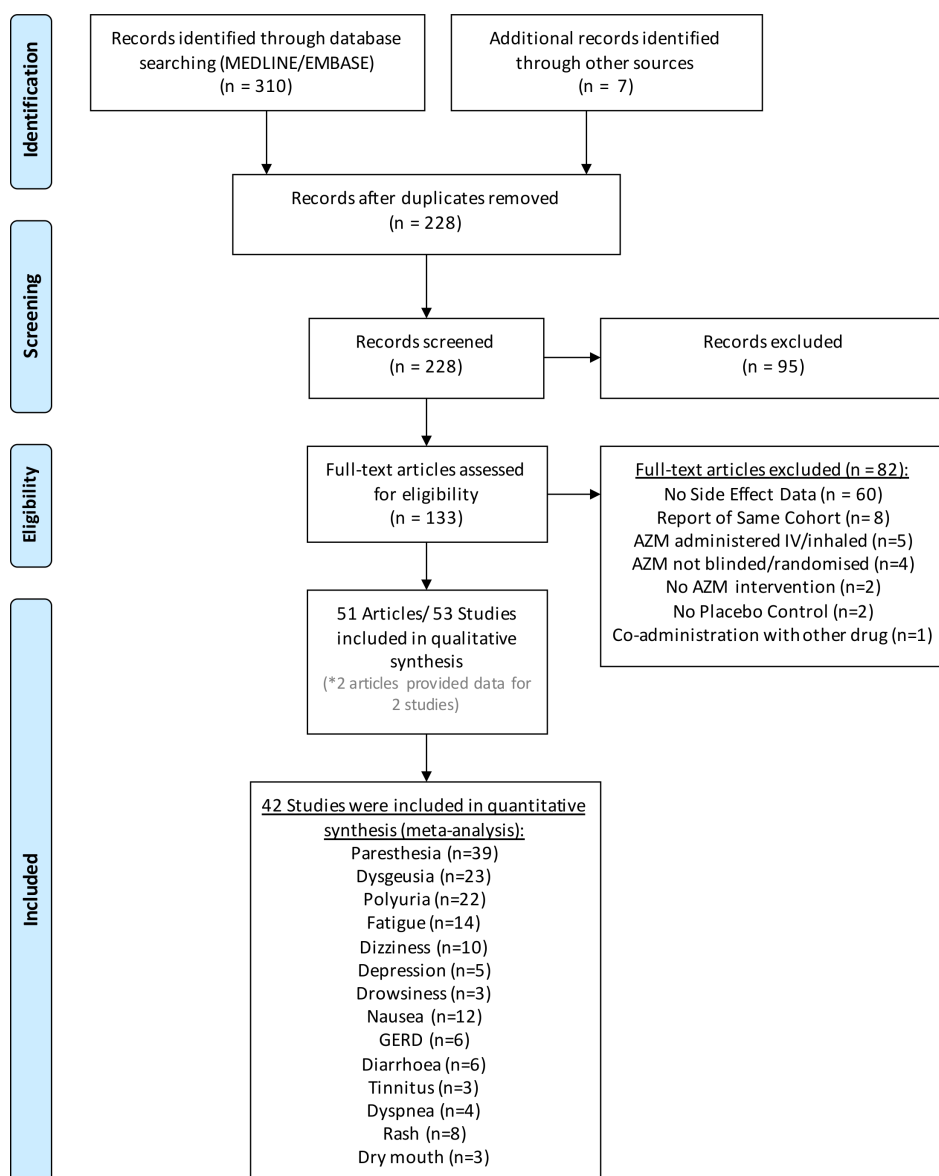 Identification
Records identified through database
searching (MEDLINE/EMBASE)
(n = 310)
Additional records identified
through other sources
(n = 7)
Records after duplicates removed
(n = 228)
Screening
Records screened
(n = 228)
Records excluded
(n = 95)
Eligibility
Full-text articles assessed
for eligibility
(n = 133)
Full-text articles excluded (n = 82):
No Side Effect Data (n = 60)
Report of Same Cohort (n= 8)
AZM administered IV/inhaled (n=5)
AZM not blinded/randomised (n=4)
No AZM intervention (n=2)
No Placebo Control (n=2)
Co-administration with other drug (n=1)
Included
51 Articles/ 53 Studies
included in qualitative
synthesis
(*2 articles provided data for
2 studies)
42 Studies were included in quantitative
synthesis (meta-analysis):
Paresthesia (n=39)
Dysgeusia (n=23)
Polyuria (n=22)
Fatigue (n=14)
Dizziness (n=10)
Depression (n=5)
Drowsiness (n=3)
Nausea (n=12)
GERD (n=6)
Diarrhoea (n=6)
Tinnitus (n=3)
Dyspnea (n=4)
Rash (n=8)
Dry mouth (n=3)